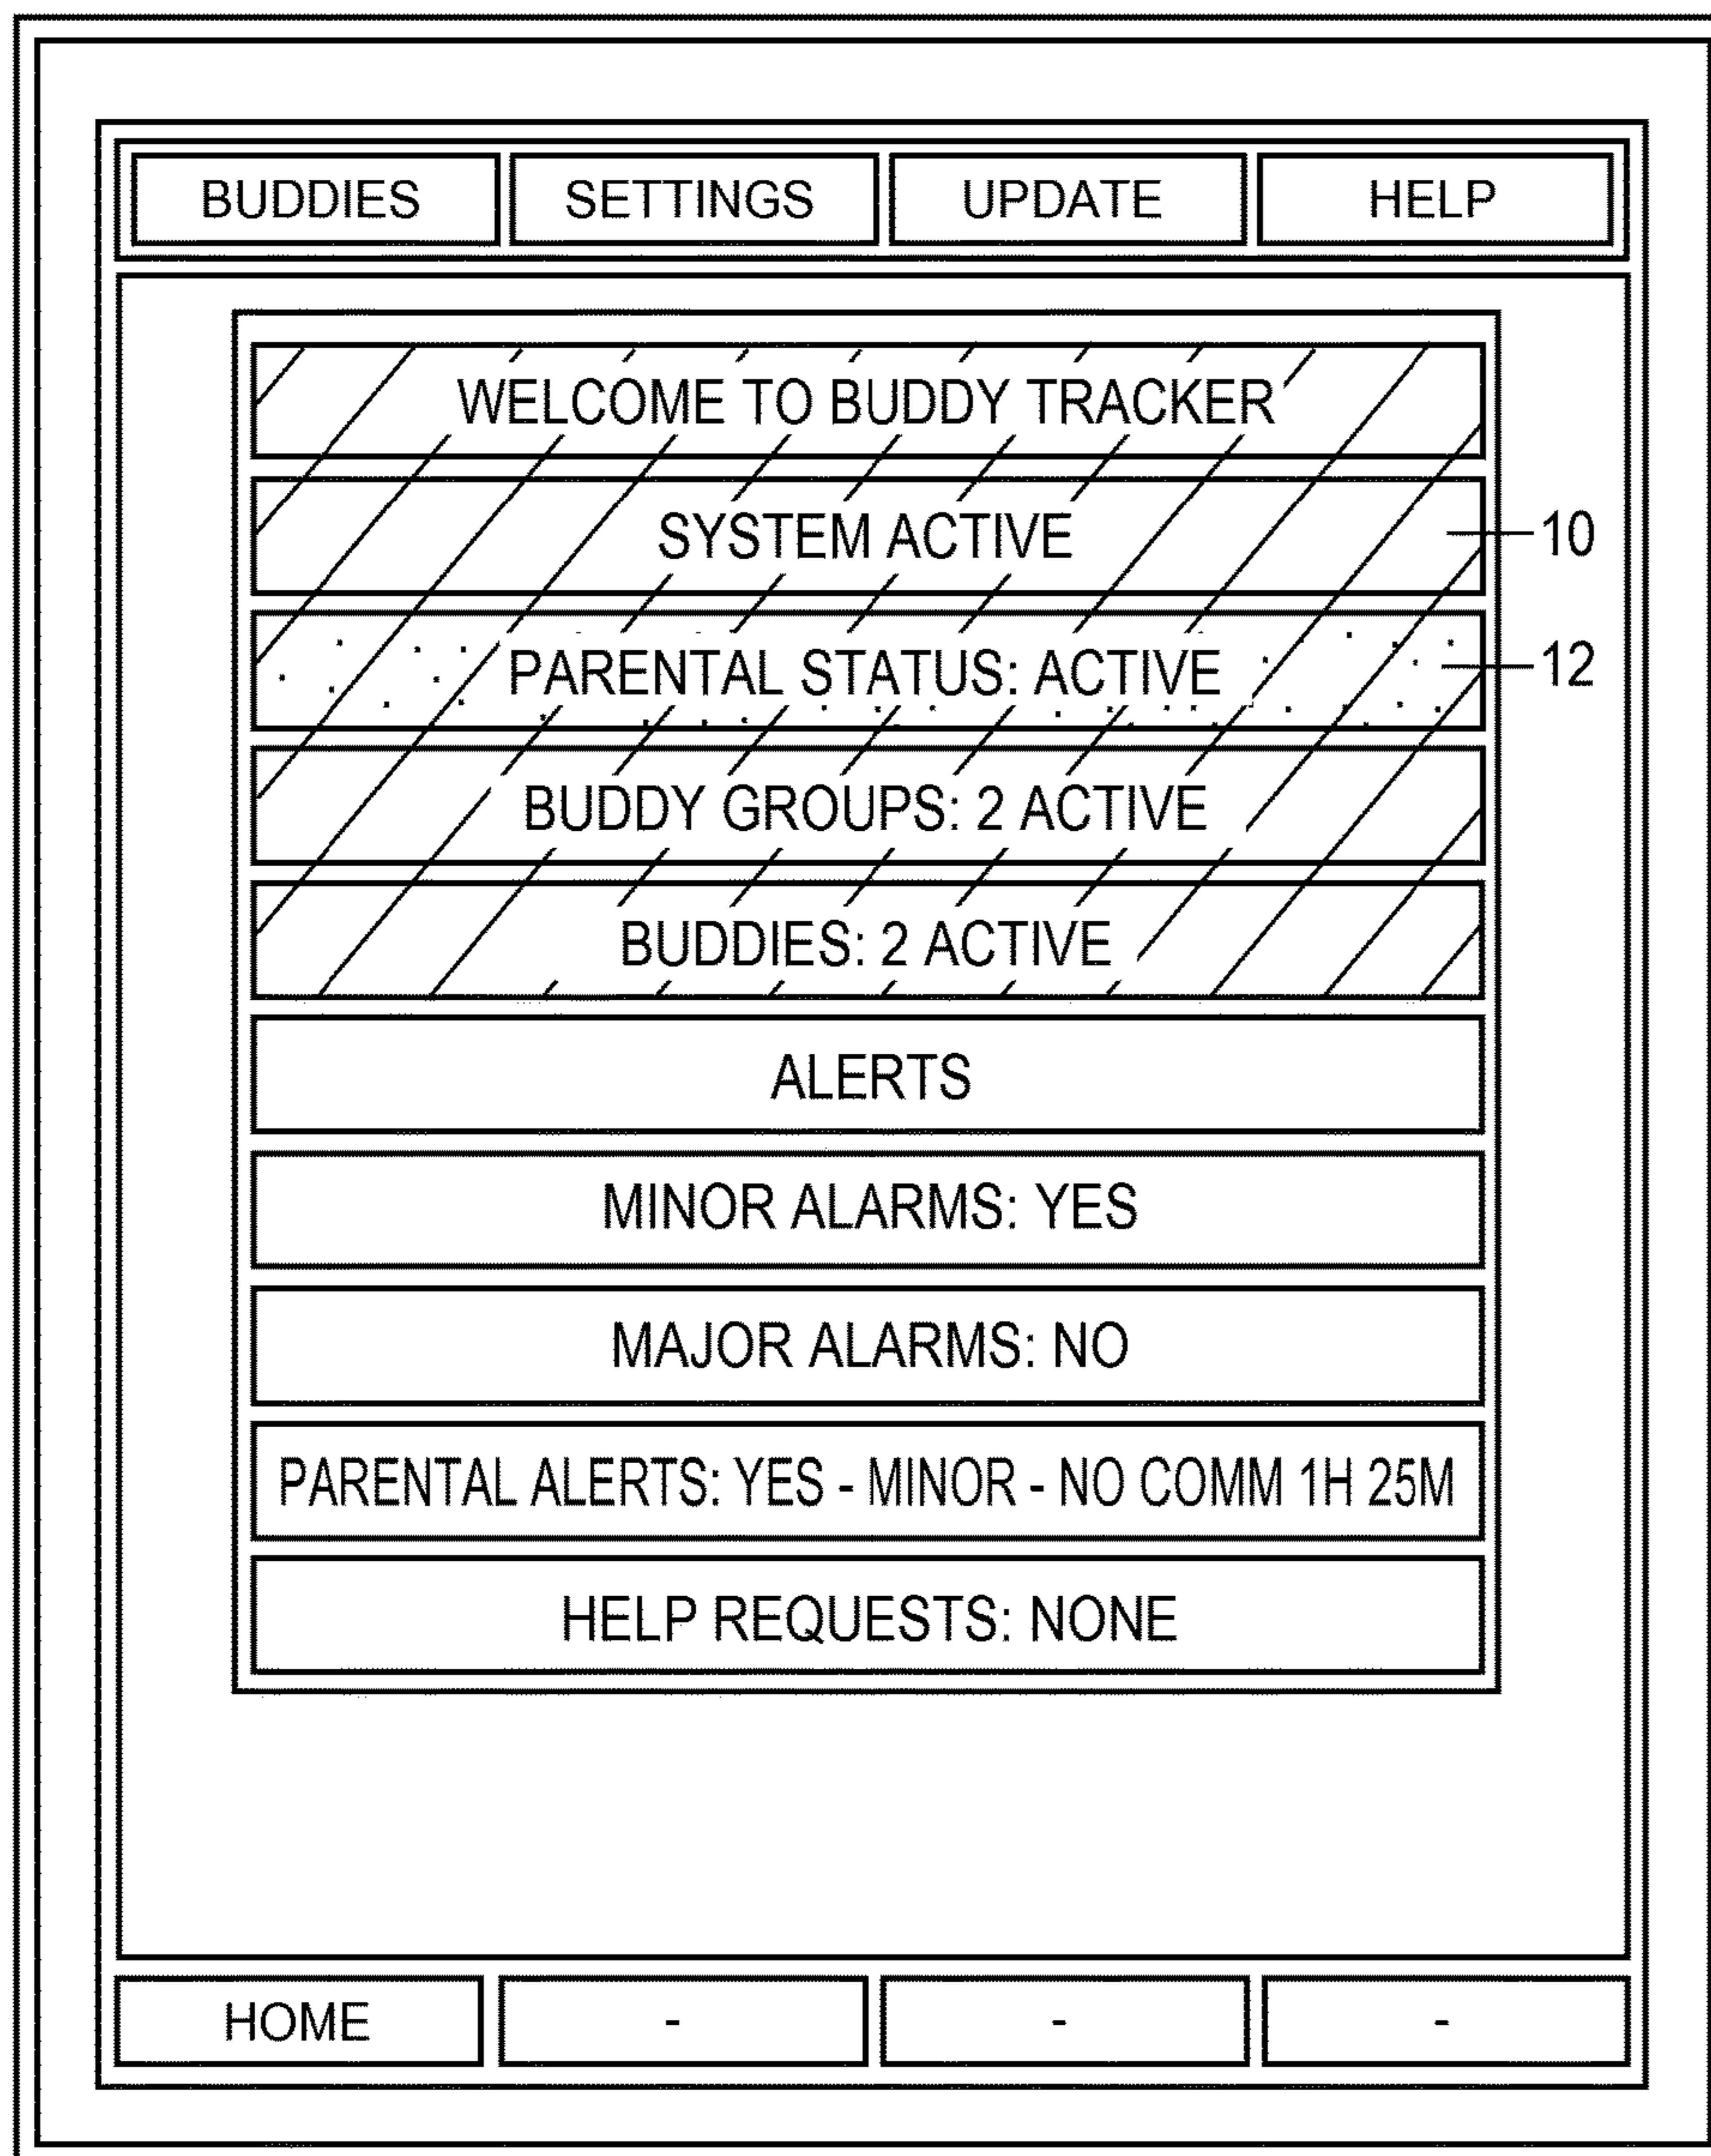 BUDDIES SETTINGS UPDATE HELP
WELCOME TO BUDDY TRACKER
SYSTEM ACTIVE 10
PARENTAL STATUS: ACTIVE 12
BUDDY GROUPS: 2 ACTIVE
BUDDIES: 2 ACTIVE
ALERTS
MINOR ALARMS: YES
MAJOR ALARMS: NO
PARENTAL ALERTS: YES - MINOR - NO COMM 1H 25M
HELP REQUESTS: NONE
HOME - - -